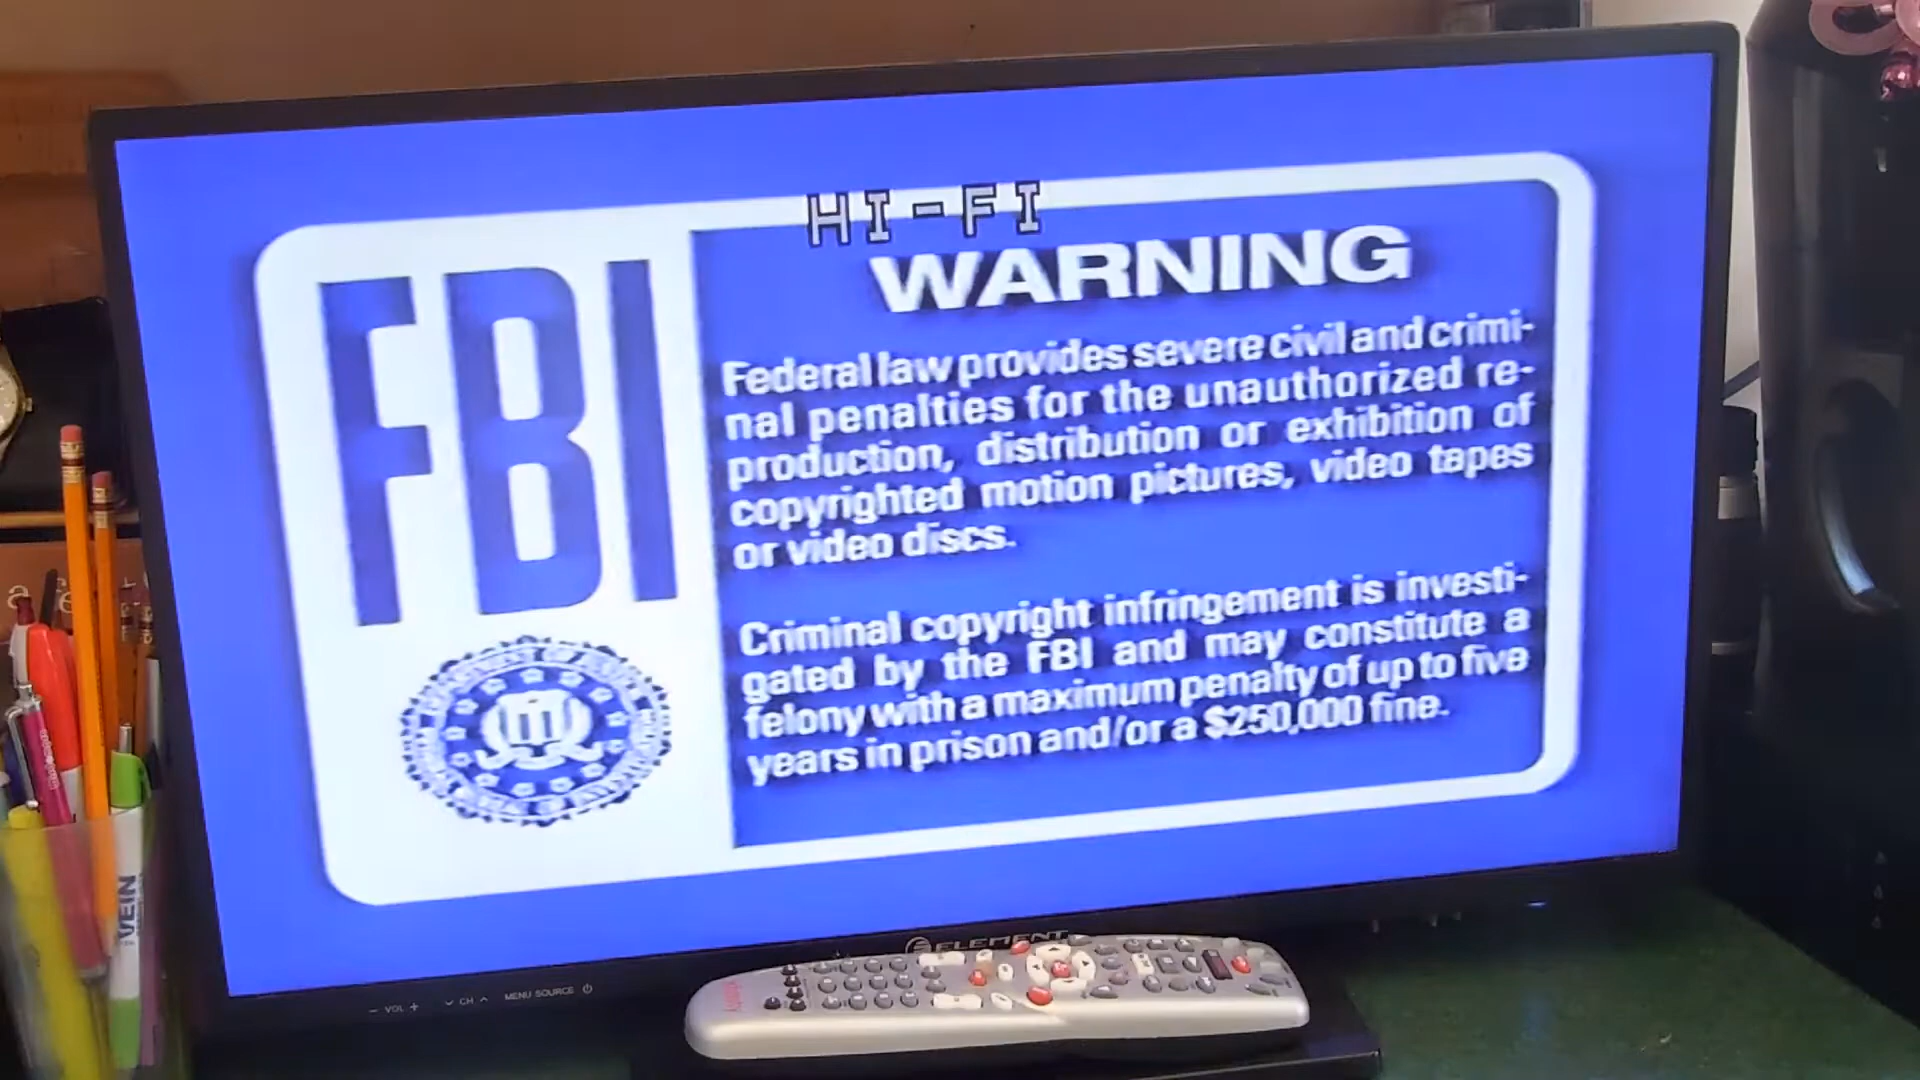 HI-FI
FBI
WARNING
Federal law provides severe civil and crimi-
nal penalties for the unauthorized re-
production, distribution or exhibition of
copyrighted motion pictures, video tapes
or video discs.
Criminal copyright infringement is investi-
gated by the FBI and may constitute a
felony with a maximum penalty of up to five
years in prison and/or a $250,000 fine.
ELEMENT
- VOL + CH MENU SOURCE